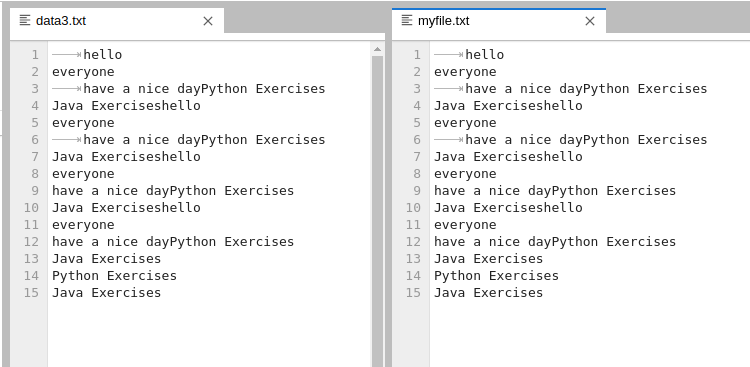 data3.txt
1 hello
2 everyone
3 have a nice dayPython Exercises
4 Java Exerciseshello
5 everyone
6 have a nice dayPython Exercises
7 Java Exerciseshello
8 everyone
9 have a nice dayPython Exercises
10 Java Exerciseshello
11 everyone
12 have a nice dayPython Exercises
13 Java Exercises
14 Python Exercises
15 Java Exercises
myfile.txt
1 hello
2 everyone
3 have a nice dayPython Exercises
4 Java Exerciseshello
5 everyone
6 have a nice dayPython Exercises
7 Java Exerciseshello
8 everyone
9 have a nice dayPython Exercises
10 Java Exerciseshello
11 everyone
12 have a nice dayPython Exercises
13 Java Exercises
14 Python Exercises
15 Java Exercises